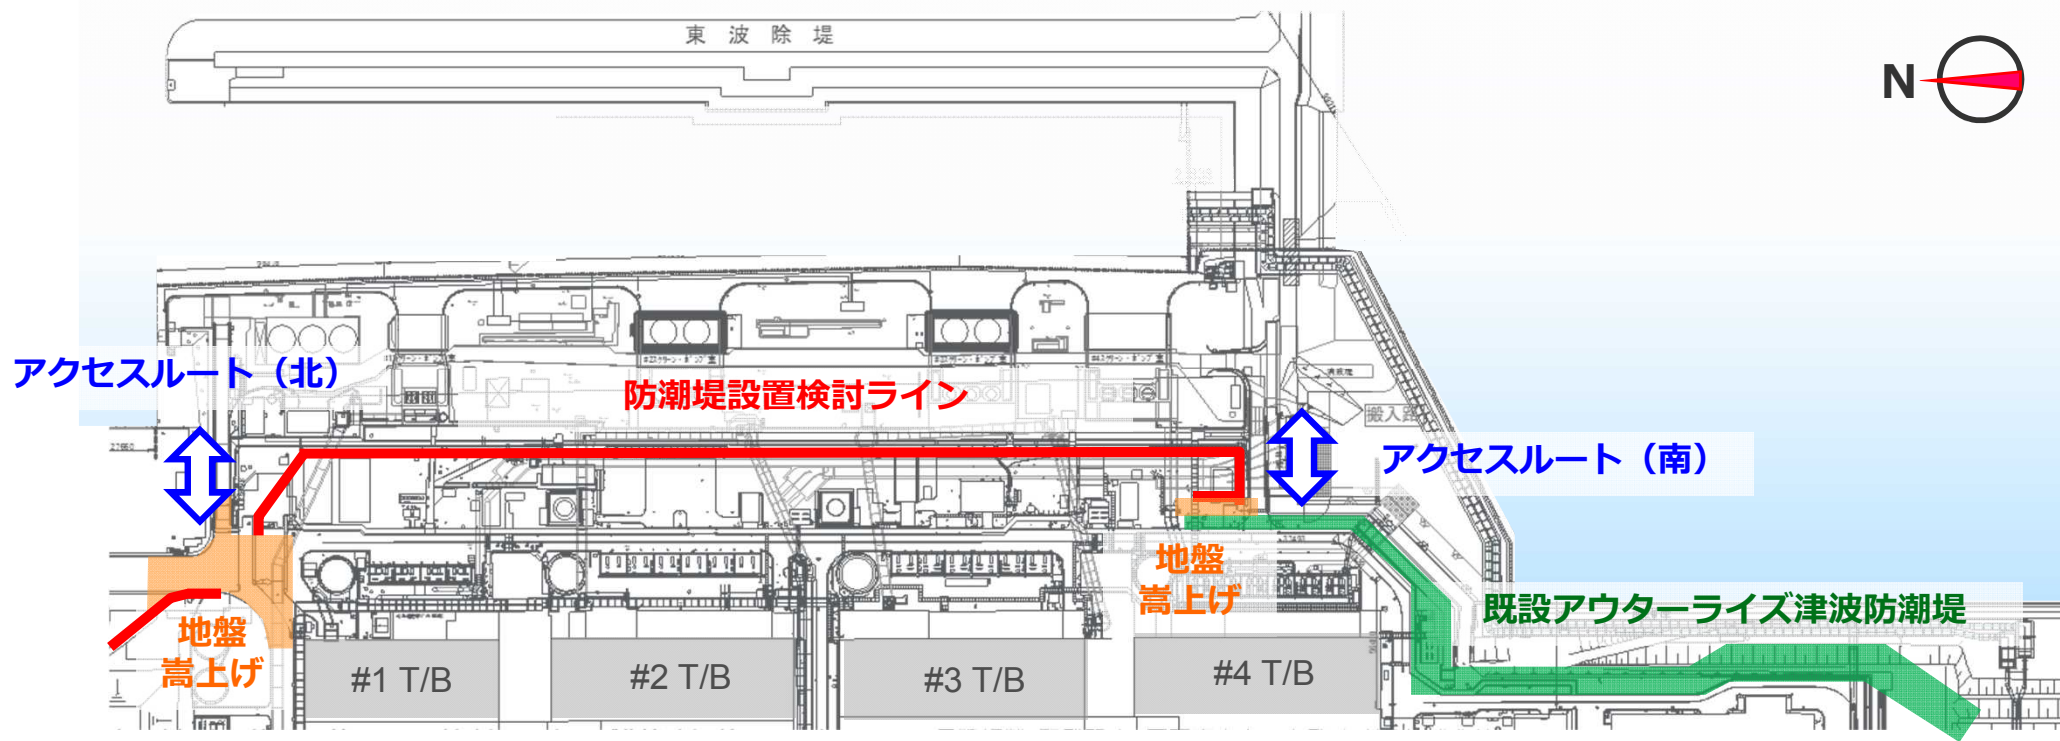 東波除堤
N
アクセスルート（北）
防潮堤設置検討ライン
搬入路
アクセスルート（南）
地盤
嵩上げ
既設アウターライズ津波防潮堤
地盤
嵩上げ
#1 T/B
#2 T/B
#3 T/B
#4 T/B